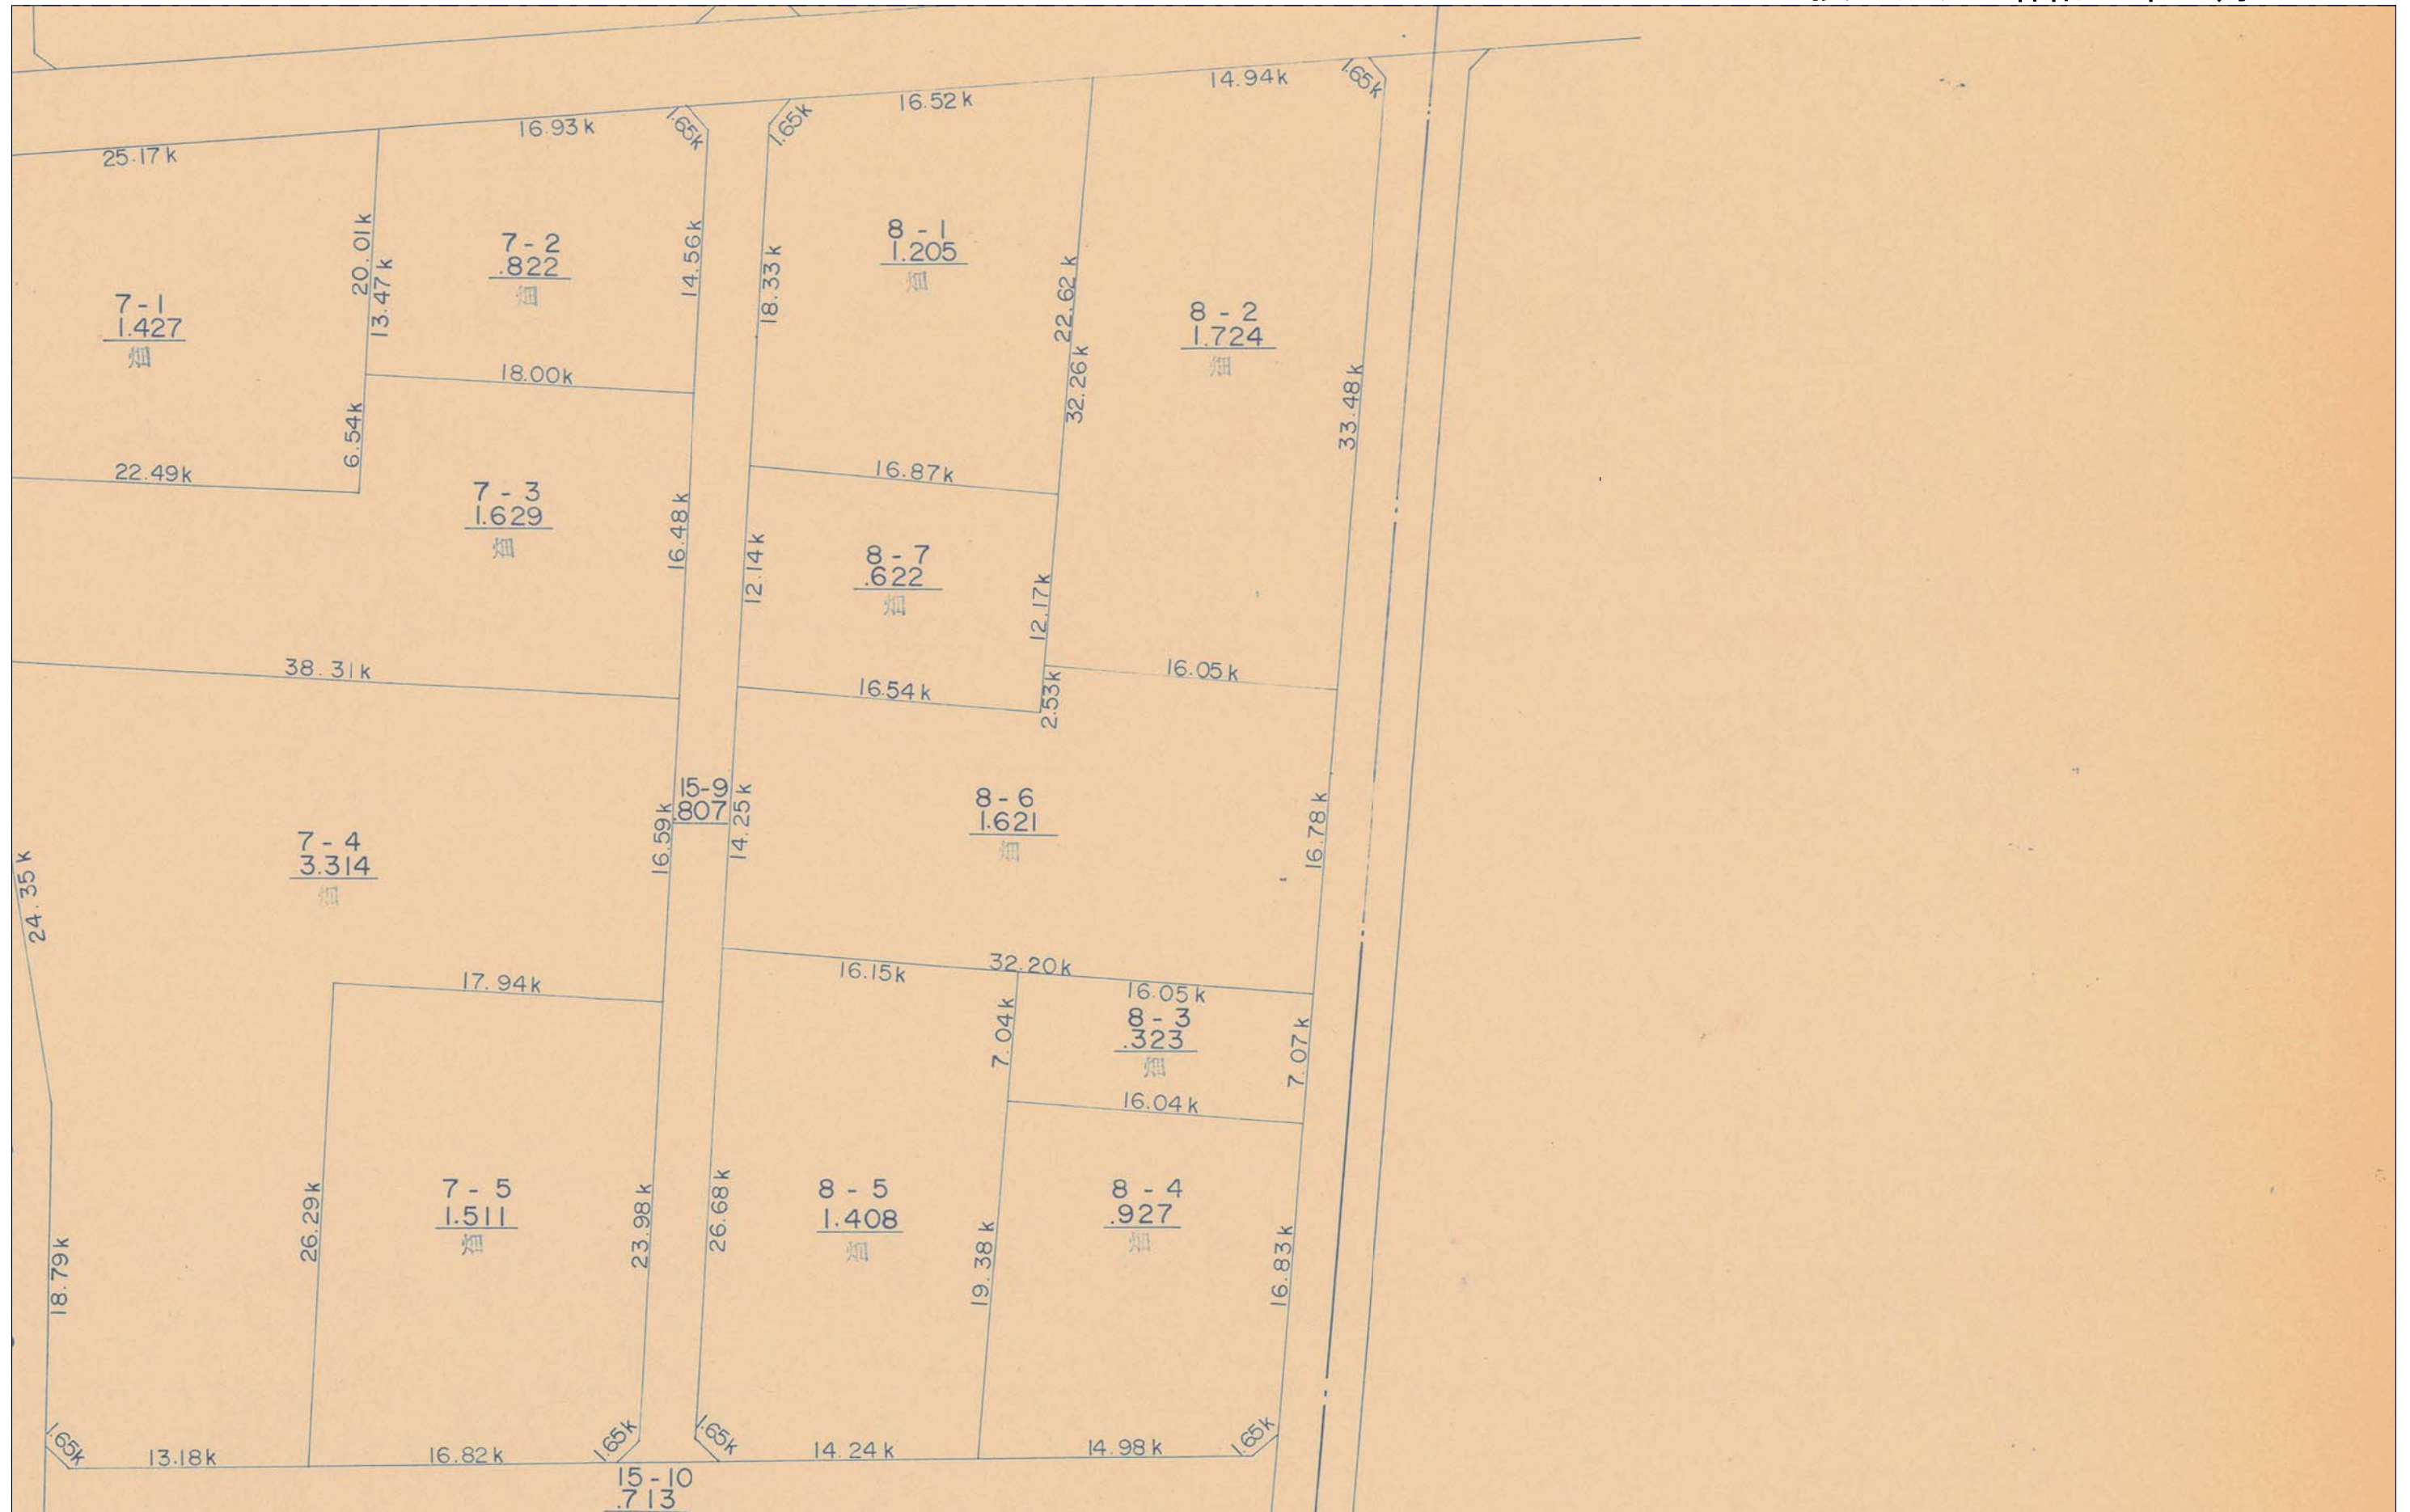 14.94k
1.65k
16.52k
16.93k
1.65k
1.65k
25.17k
20.01k
13.47k
7-2
.822
畑
14.56k
18.33k
8-1
1.205
畑
22.62k
32.26k
8-2
1.724
畑
33.48k
7-1
1.427
畑
18.00k
6.54k
22.49k
16.87k
7-3
1.629
畑
16.48k
12.14k
8-7
.622
畑
12.17k
38.31k
16.54k
2.53k
16.05k
15-9
.807
16.59k
14.25k
8-6
1.621
畑
16.78k
7-4
3.314
畑
24.35k
17.94k
16.15k
32.20k
16.05k
8-3
.323
畑
7.04k
7.07k
16.04k
26.29k
7-5
1.511
畑
23.98k
26.68k
8-5
1.408
畑
19.38k
8-4
.927
畑
16.83k
18.79k
1.65k
13.18k
16.82k
1.65k
1.65k
14.24k
14.98k
1.65k
15-10
.713